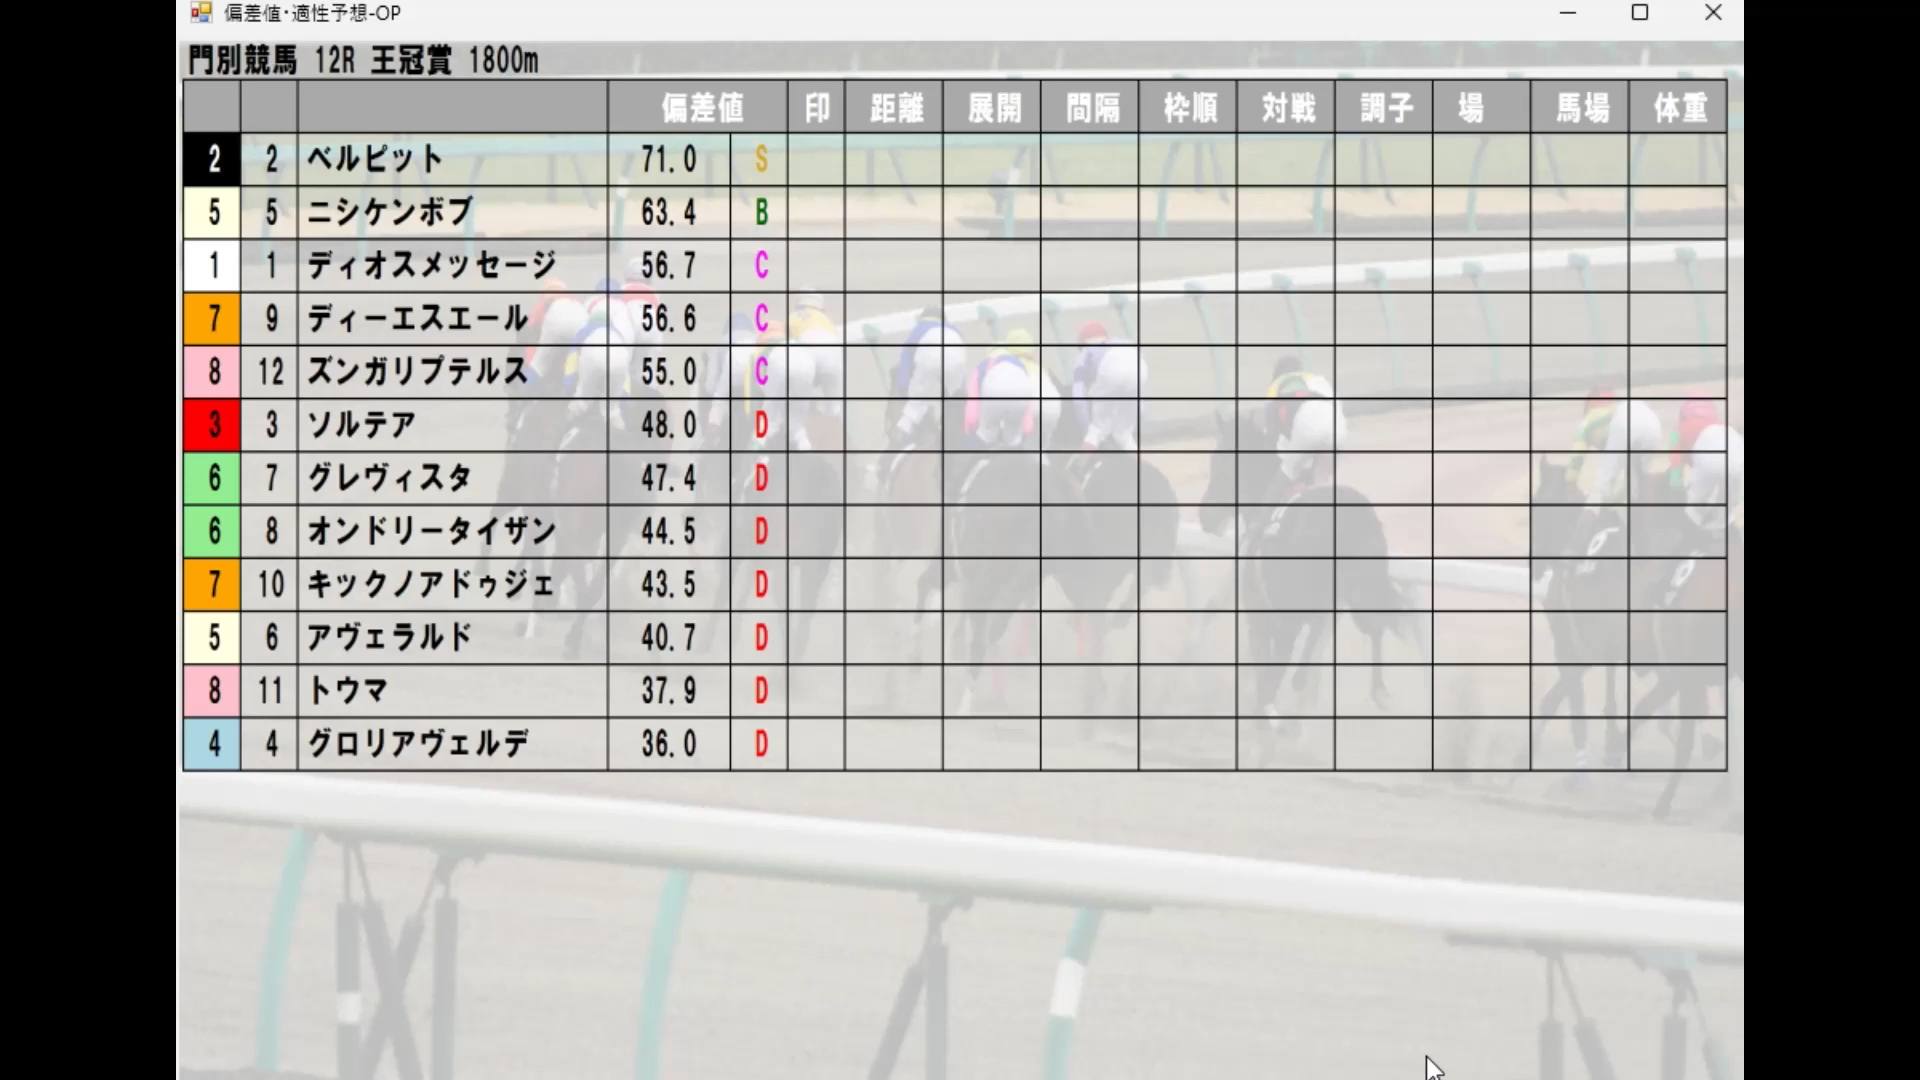 偏差値・適性予想-OP
門別競馬 12R 王冠賞 1800m
偏差値 印 距離 展開 間隔 枠順 対戦 調子 場 馬場 体重
2 2 ベルピット 71.0 S
5 5 ニシケンボブ 63.4 B
1 1 ディオスメッセージ 56.7 C
7 9 ディーエスエール 56.6 C
8 12 ズンガリプテルス 55.0 C
3 3 ソルテア 48.0 D
6 7 グレヴィスタ 47.4 D
6 8 オンドリータイザン 44.5 D
7 10 キックノアドゥジェ 43.5 D
5 6 アヴェラルド 40.7 D
8 11 トウマ 37.9 D
4 4 グロリアヴェルデ 36.0 D